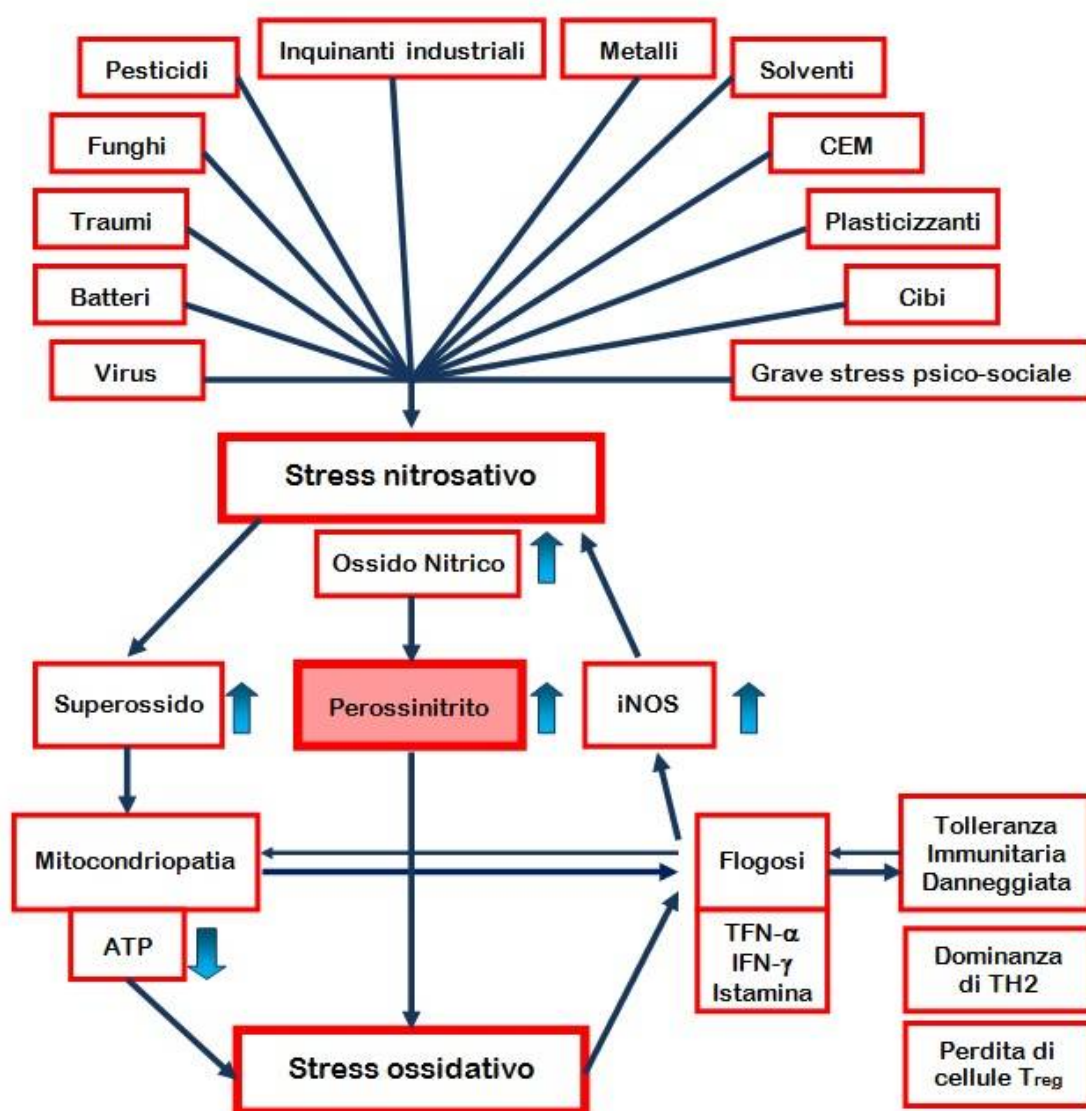 Inquinanti industriali
Metalli
Pesticidi
Solventi
Funghi
CEM
Traumi
Plasticizzanti
Batteri
Cibi
Virus
Grave stress psico-sociale
Stress nitrosativo
Ossido Nitrico
Superossido
Perossinitrito
iNOS
Mitocondriopatia
Flogosi
Tolleranza
Immunitaria
Danneggiata
ATP
TFN-α
IFN-γ
Istamina
Dominanza
di TH2
Stress ossidativo
Perdita di
cellule Treg